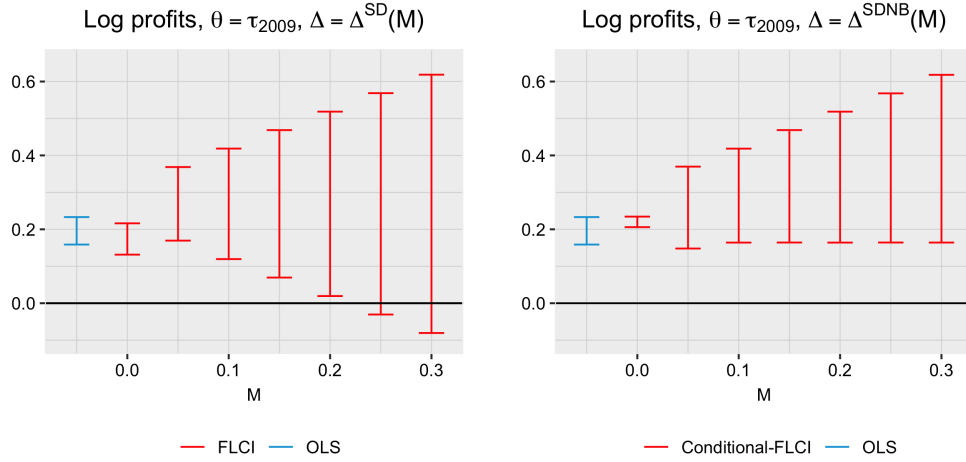 Log profits, θ = τ2009, Δ = Δ^SD(M)
0.6
0.4
0.2
0.0
0.0 0.1 0.2 0.3
M
FLCI OLS
Log profits, θ = τ2009, Δ = Δ^SDNB(M)
0.6
0.4
0.2
0.0
0.0 0.1 0.2 0.3
M
Conditional-FLCI OLS